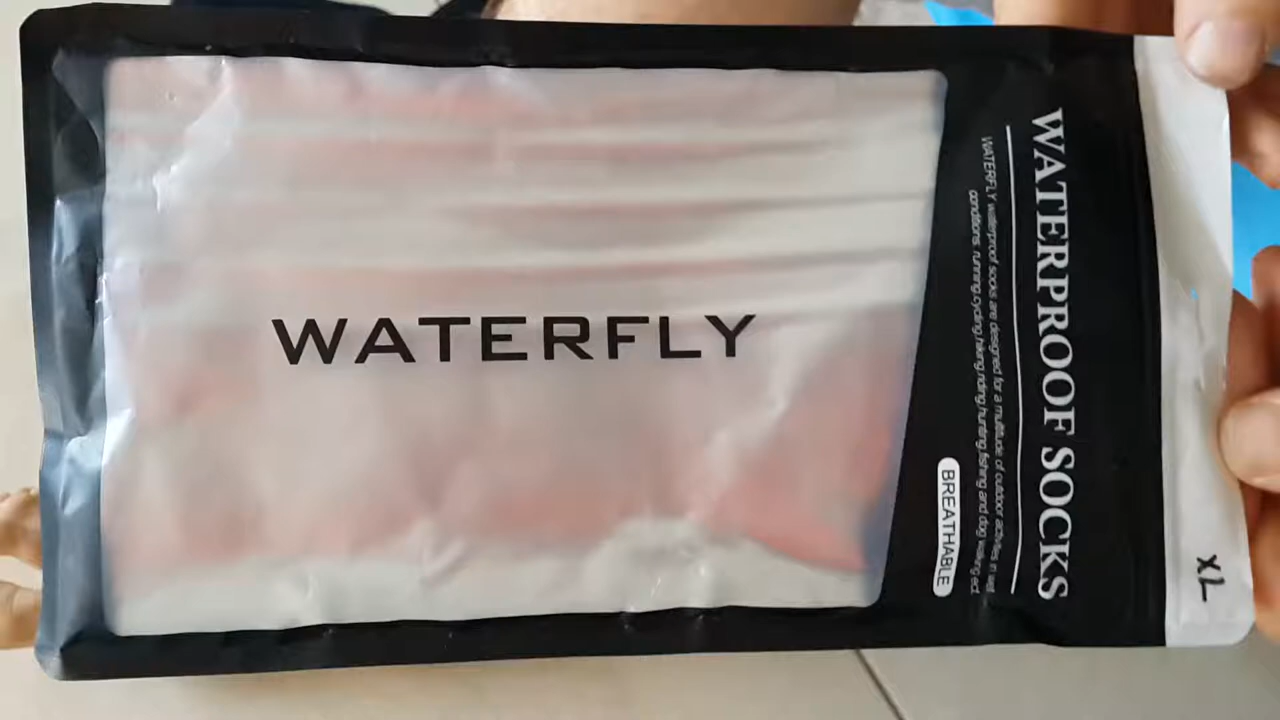 WATERFLY
WATERPROOF SOCKS
WATERFLY waterproof socks are designed for a multitude of outdoor activities in wet
conditions. running,cycling,hiking,riding,hunting,fishing and dog walking ect.
BREATHABLE
XL